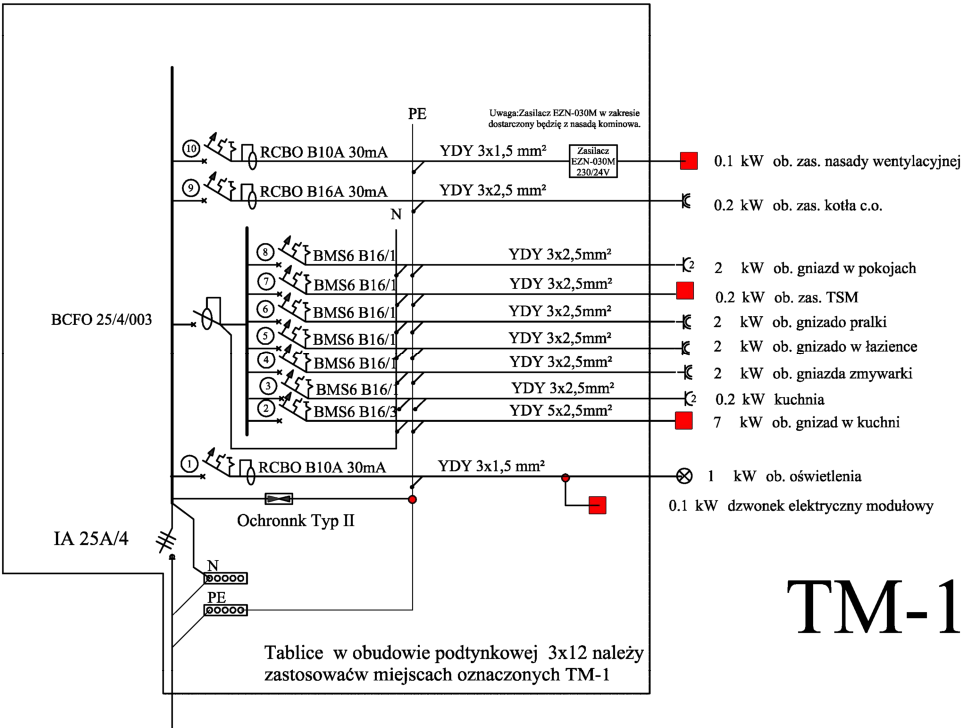 PE
Uwaga:Zasilacz EZN-030M w zakresie
dostarczony będzię z nasadą kominowa.
10 RCBO B10A 30mA YDY 3x1,5 mm² Zasilacz
EZN-030M
230/24V
0.1 kW ob. zas. nasady wentylacyjnej
9 RCBO B16A 30mA YDY 3x2,5 mm² 0.2 kW ob. zas. kotła c.o.
N
8 BMS6 B16/1 YDY 3x2,5mm² 2 2 kW ob. gniazd w pokojach
7 BMS6 B16/1 YDY 3x2,5mm² 0.2 kW ob. zas. TSM
BCFO 25/4/003
6 BMS6 B16/1 YDY 3x2,5mm² 2 kW ob. gnizado pralki
5 BMS6 B16/1 YDY 3x2,5mm² 2 kW ob. gnizado w łazience
4 BMS6 B16/1 YDY 3x2,5mm² 2 kW ob. gniazda zmywarki
3 BMS6 B16/1 YDY 3x2,5mm² 2 0.2 kW kuchnia
2 BMS6 B16/3 YDY 5x2,5mm² 7 kW ob. gnizad w kuchni
1 RCBO B10A 30mA YDY 3x1,5 mm² 1 kW ob. oświetlenia
0.1 kW dzwonek elektryczny modułowy
Ochronnk Typ II
IA 25A/4
N
PE
TM-1
Tablice w obudowie podtynkowej 3x12 należy
zastosowaćw miejscach oznaczonych TM-1